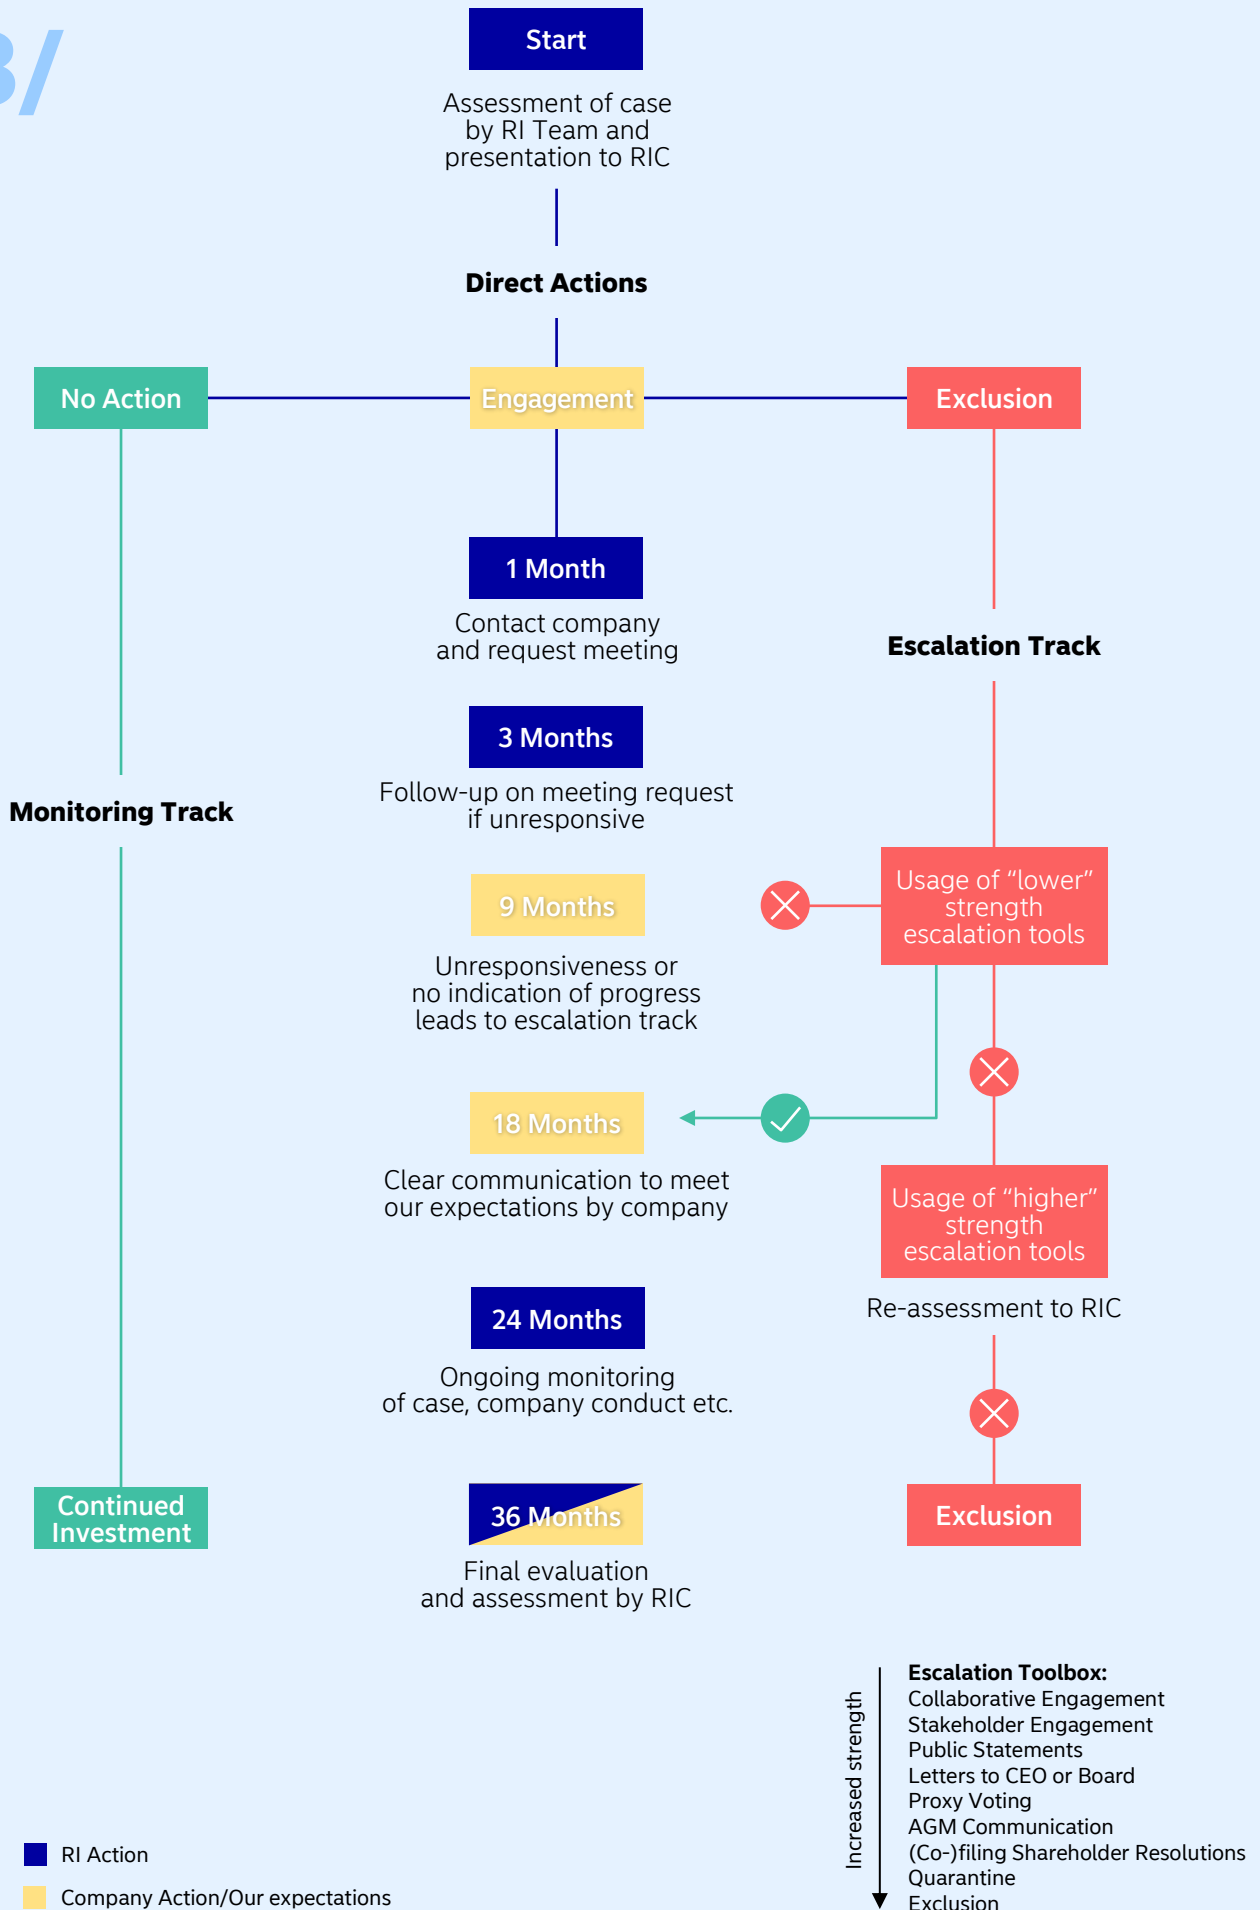 3/
Start
Assessment of case
by RI Team and
presentation to RIC
Direct Actions
No Action
Engagement
Exclusion
1 Month
Contact company
and request meeting
Escalation Track
3 Months
Follow-up on meeting request
if unresponsive
Monitoring Track
Usage of “lower”
strength
escalation tools
9 Months
Unresponsiveness or
no indication of progress
leads to escalation track
18 Months
Clear communication to meet
our expectations by company
Usage of “higher”
strength
escalation tools
Re-assessment to RIC
24 Months
Ongoing monitoring
of case, company conduct etc.
Continued
Investment
36 Months
Final evaluation
and assessment by RIC
Exclusion
Increased strength
Escalation Toolbox:
Collaborative Engagement
Stakeholder Engagement
Public Statements
Letters to CEO or Board
Proxy Voting
AGM Communication
(Co-)filing Shareholder Resolutions
Quarantine
Exclusion
RI Action
Company Action/Our expectations